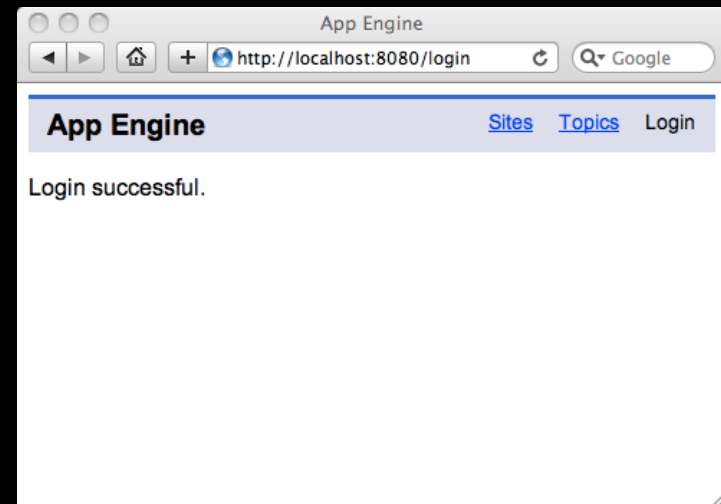 App Engine
+ http://localhost:8080/login Google
App Engine Sites Topics Login
Login successful.